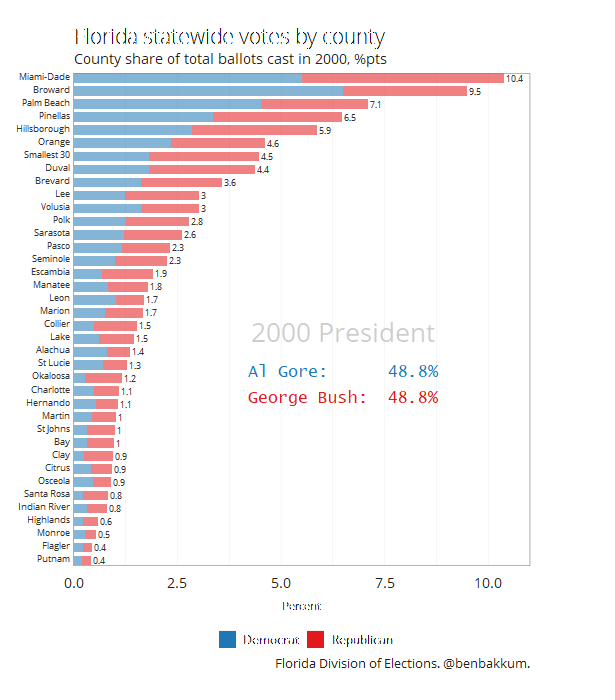 Florida statewide votes by county
County share of total ballots cast in 2000, %pts
Miami-Dade 10.4
Broward 9.5
Palm Beach 7.1
Pinellas 6.5
Hillsborough 5.9
Orange 4.6
Smallest 30 4.5
Duval 4.4
Brevard 3.6
Lee 3
Volusia 3
Polk 2.8
Sarasota 2.6
Pasco 2.3
Seminole 2.3
Escambia 1.9
Manatee 1.8
Leon 1.7
Marion 1.7
Collier 1.5
2000 President
Lake 1.5
Alachua 1.4
St Lucie 1.3
Al Gore: 48.8%
Okaloosa 1.2
Charlotte 1.1
George Bush: 48.8%
Hernando 1.1
Martin 1
St Johns 1
Bay 1
Clay 0.9
Citrus 0.9
Osceola 0.9
Santa Rosa 0.8
Indian River 0.8
Highlands 0.6
Monroe 0.5
Flagler 0.4
Putnam 0.4
0.0 2.5 5.0 7.5 10.0
Percent
Democrat Republican
Florida Division of Elections. @benbakkum.